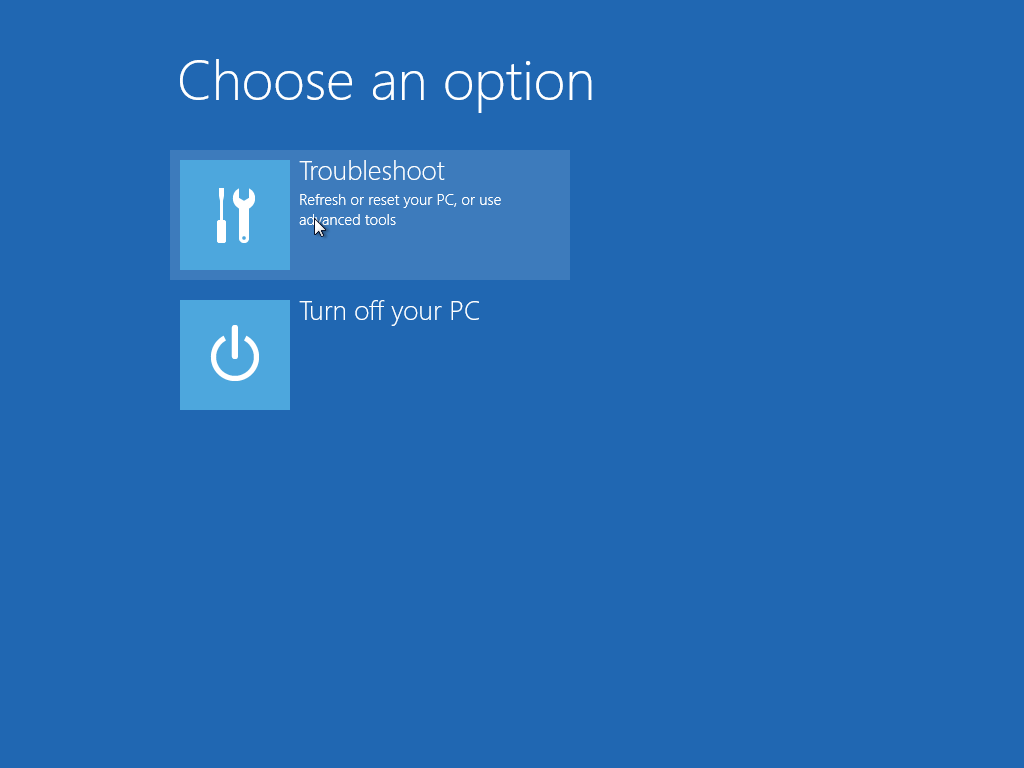 Choose an option
Troubleshoot
Refresh or reset your PC, or use
advanced tools
Turn off your PC